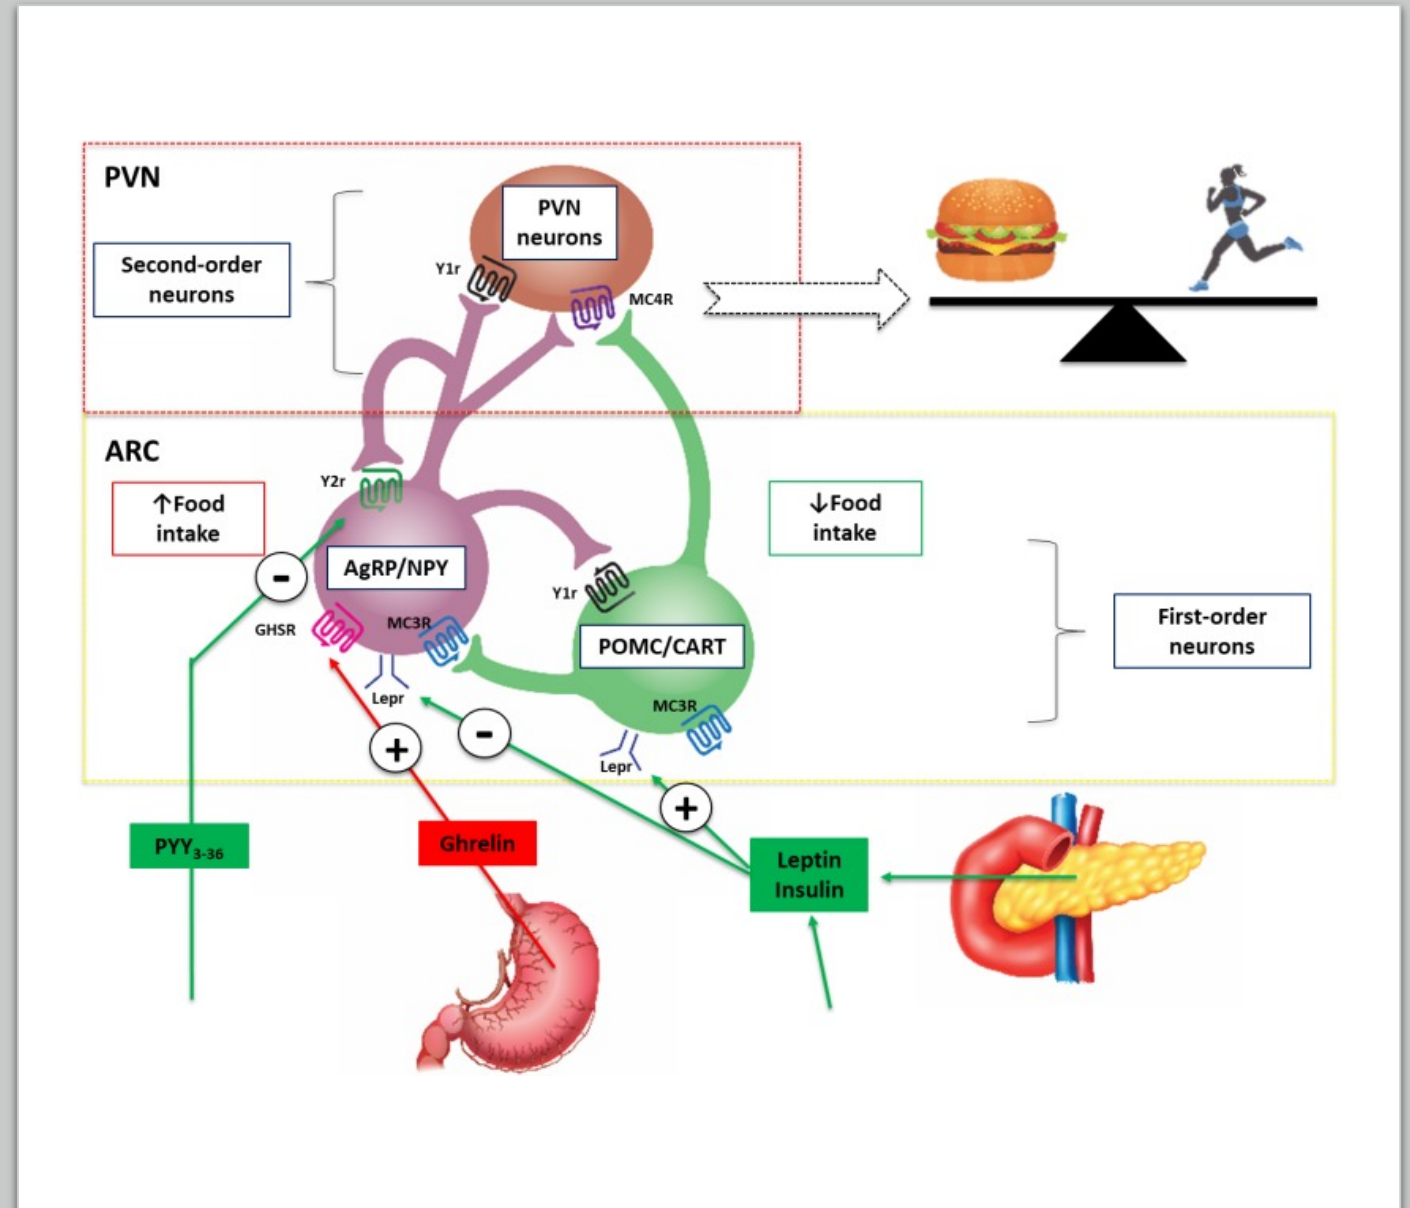 PVN
PVN
neurons
Second-order
neurons
Y1r
MC4R
ARC
Y2r
↑Food
intake
↓Food
intake
AgRP/NPY
Y1r
GHSR
MC3R
POMC/CART
First-order
neurons
Lepr
MC3R
Lepr
-
+
-
+
PYY3-36
Ghrelin
Leptin
Insulin